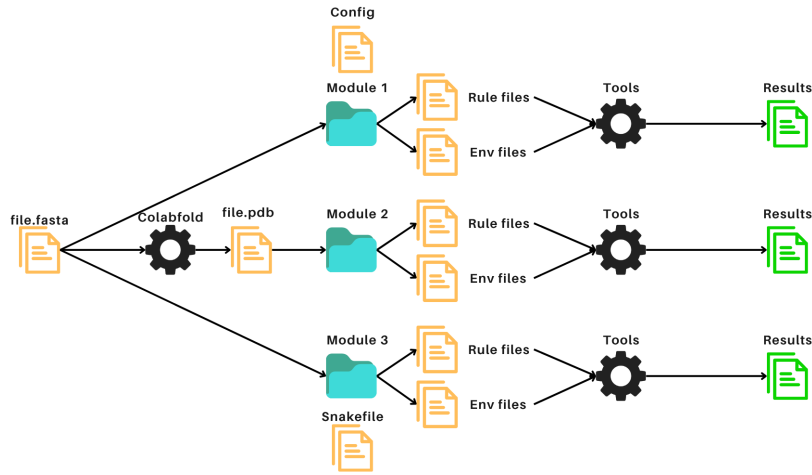 Config
Module 1
Rule files
Env files
Tools
Results
file.fasta
Colabfold
file.pdb
Module 2
Rule files
Env files
Tools
Results
Module 3
Rule files
Env files
Tools
Results
Snakefile